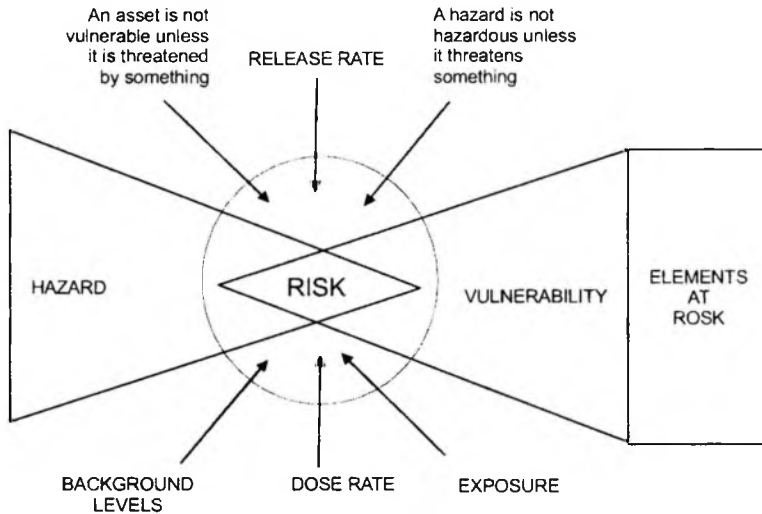 An asset is not
vulnerable unless
it is threatened
by something
RELEASE RATE
A hazard is not
hazardous unless
it threatens
something
HAZARD
RISK
VULNERABILITY
ELEMENTS
AT
ROSK
BACKGROUND
LEVELS
DOSE RATE
EXPOSURE